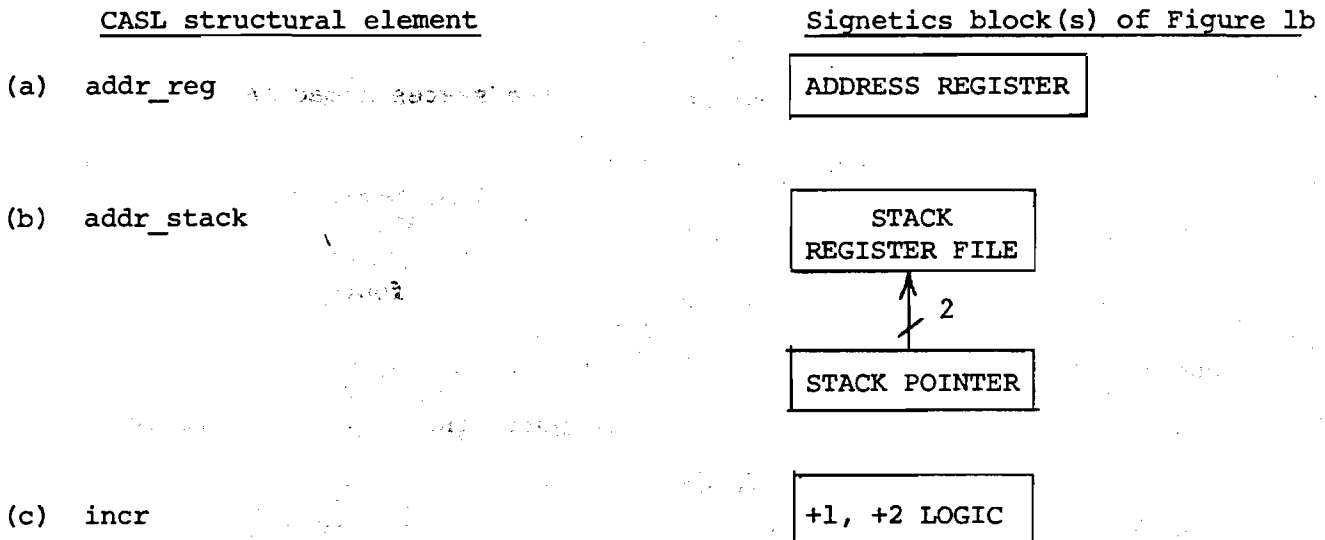 CASL structural element Signetics block(s) of Figure 1b
(a) addr_reg ADDRESS REGISTER
(b) addr_stack STACK
REGISTER FILE
2
STACK POINTER
(c) incr +1, +2 LOGIC